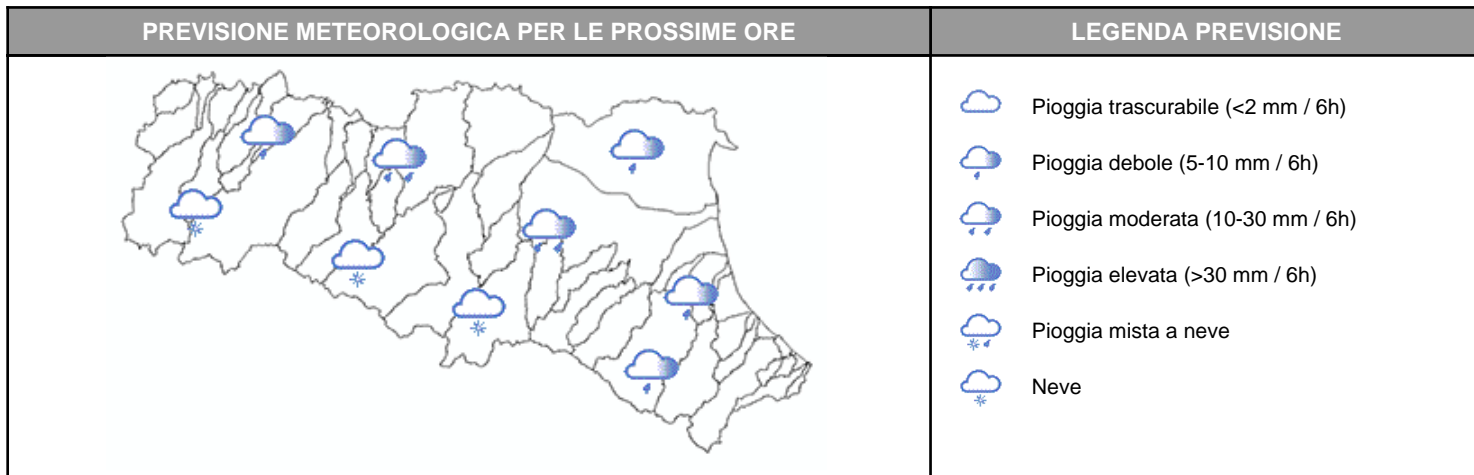 PREVISIONE METEOROLOGICA PER LE PROSSIME ORE
LEGENDA PREVISIONE
Pioggia trascurabile (<2 mm / 6h)
Pioggia debole (5-10 mm / 6h)
Pioggia moderata (10-30 mm / 6h)
Pioggia elevata (>30 mm / 6h)
Pioggia mista a neve
Neve